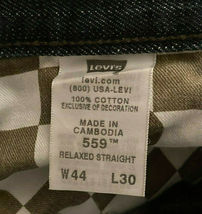 Levi's
levi.com
(800) USA-LEVI
100% COTTON
EXCLUSIVE OF DECORATION
MADE IN
CAMBODIA
559™
RELAXED STRAIGHT
W44 L30